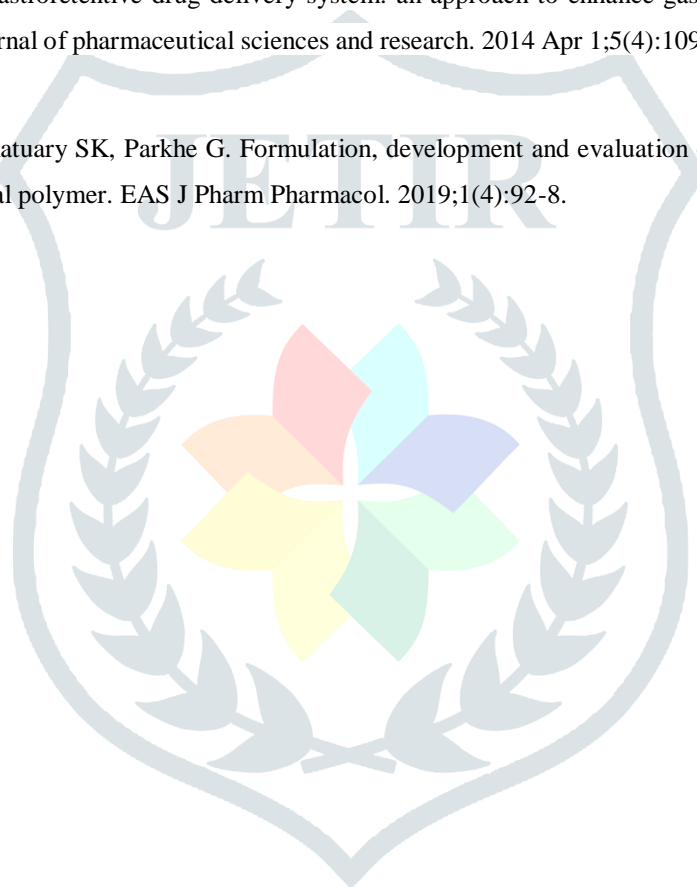 gastroretentive drug delivery system: an approach to enhance gas
rnal of pharmaceutical sciences and research. 2014 Apr 1;5(4):109
atuary SK, Parkhe G. Formulation, development and evaluation
al polymer. EAS J Pharm Pharmacol. 2019;1(4):92-8.
JETIR